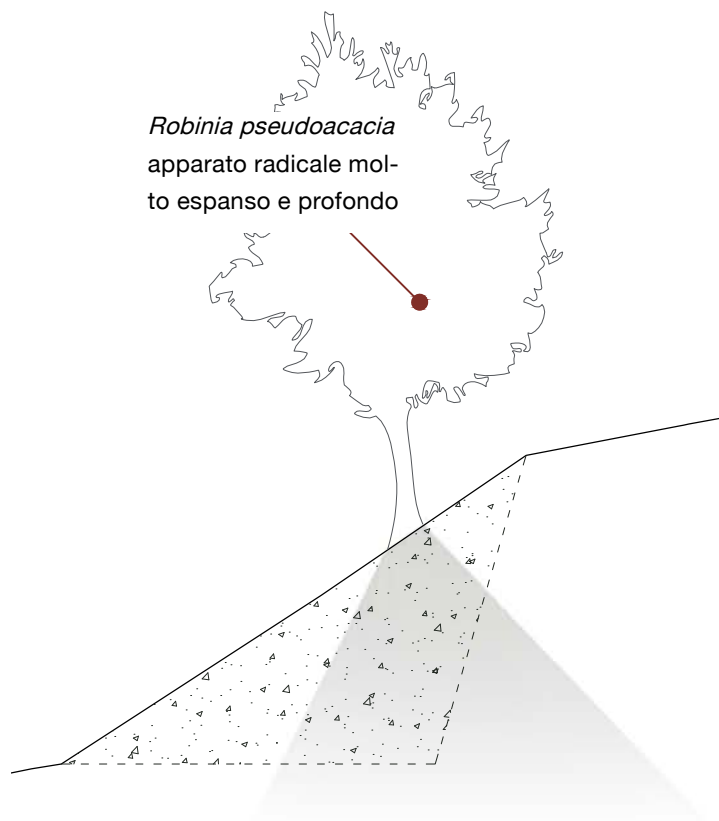 Robinia pseudoacacia
apparato radicale mol-
to espanso e profondo